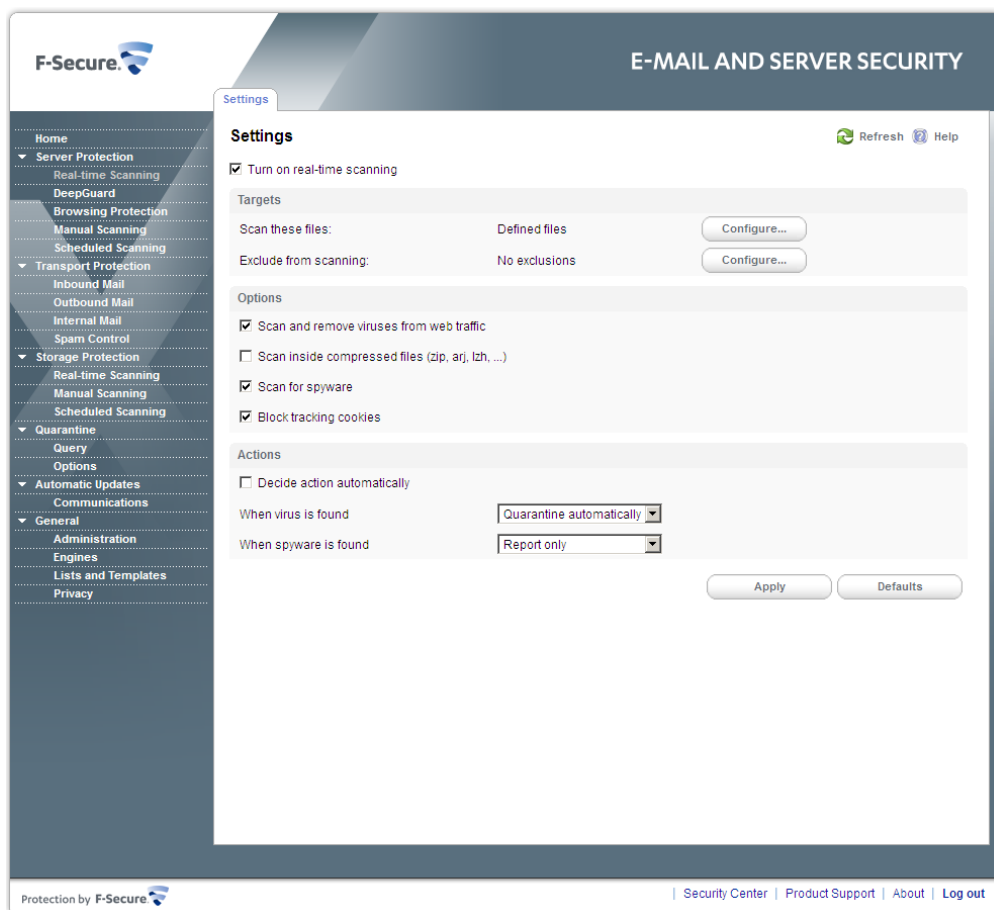 F-Secure.
E-MAIL AND SERVER SECURITY
Settings
Home
Server Protection
Real-time Scanning
DeepGuard
Browsing Protection
Manual Scanning
Scheduled Scanning
Transport Protection
Inbound Mail
Outbound Mail
Internal Mail
Spam Control
Storage Protection
Real-time Scanning
Manual Scanning
Scheduled Scanning
Quarantine
Query
Options
Automatic Updates
Communications
General
Administration
Engines
Lists and Templates
Privacy
Settings
Refresh Help
Turn on real-time scanning
Targets
Scan these files: Defined files Configure...
Exclude from scanning: No exclusions Configure...
Options
Scan and remove viruses from web traffic
Scan inside compressed files (zip, arj, lzh, ...)
Scan for spyware
Block tracking cookies
Actions
Decide action automatically
When virus is found Quarantine automatically
When spyware is found Report only
Apply Defaults
Protection by F-Secure.
| Security Center | Product Support | About | Log out